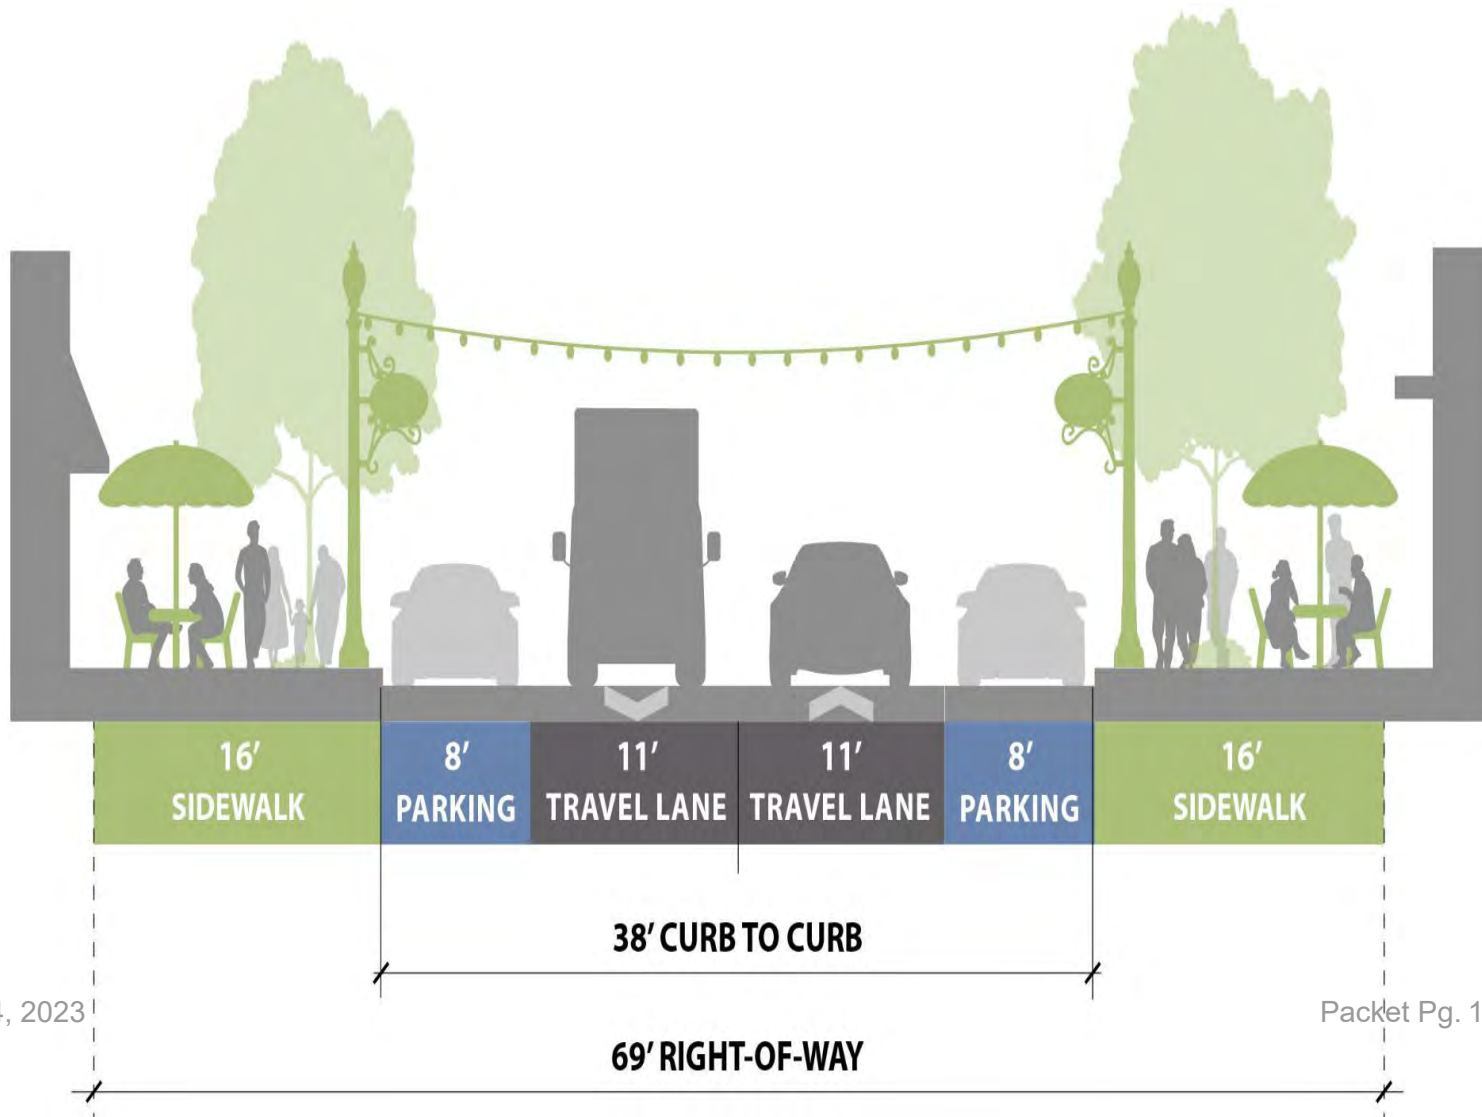 16′
SIDEWALK
8′
PARKING
11′
TRAVEL LANE
11′
TRAVEL LANE
8′
PARKING
16′
SIDEWALK
38′ CURB TO CURB
, 2023
Packet Pg. 1
69′ RIGHT-OF-WAY